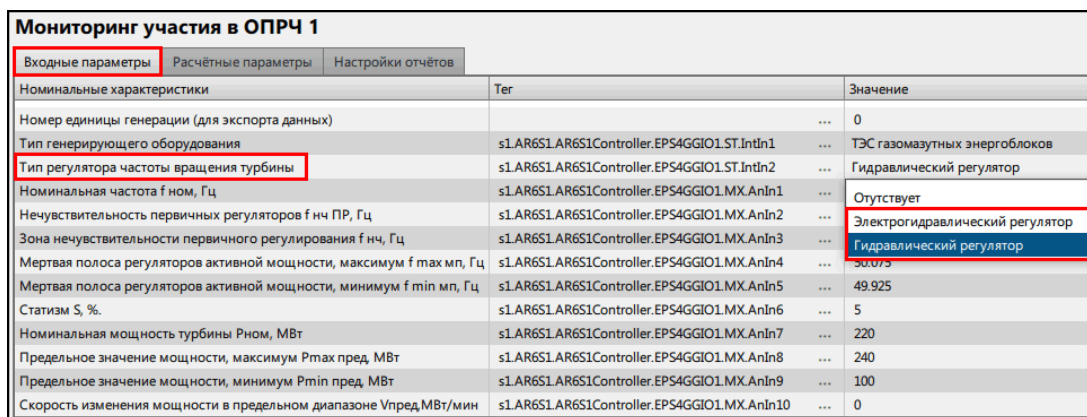 Мониторинг участия в ОПРЧ 1
Входные параметры Расчётные параметры Настройки отчётов
Номинальные характеристики Тег Значение
Номер единицы генерации (для экспорта данных) ... 0
Тип генерирующего оборудования s1.AR6S1.AR6S1Controller.EPS4GGIO1.ST.IntIn1 ... ТЭС газомазутных энергоблоков
Тип регулятора частоты вращения турбины s1.AR6S1.AR6S1Controller.EPS4GGIO1.ST.IntIn2 ... Гидравлический регулятор
Номинальная частота f ном, Гц s1.AR6S1.AR6S1Controller.EPS4GGIO1.MX.AnIn1 ...
Отутствует
Нечувствительность первичных регуляторов f нч ПР, Гц s1.AR6S1.AR6S1Controller.EPS4GGIO1.MX.AnIn2 ... Электрогидравлический регулятор
Зона нечувствительности первичного регулирования f нч, Гц s1.AR6S1.AR6S1Controller.EPS4GGIO1.MX.AnIn3 ... Гидравлический регулятор
Мертвая полоса регуляторов активной мощности, максимум f max мп, Гц s1.AR6S1.AR6S1Controller.EPS4GGIO1.MX.AnIn4 ... 50.075
Мертвая полоса регуляторов активной мощности, минимум f min мп, Гц s1.AR6S1.AR6S1Controller.EPS4GGIO1.MX.AnIn5 ... 49.925
Статизм S, %. s1.AR6S1.AR6S1Controller.EPS4GGIO1.MX.AnIn6 ... 5
Номинальная мощность турбины Рном, МВт s1.AR6S1.AR6S1Controller.EPS4GGIO1.MX.AnIn7 ... 220
Предельное значение мощности, максимум Pmax пред, МВт s1.AR6S1.AR6S1Controller.EPS4GGIO1.MX.AnIn8 ... 240
Предельное значение мощности, минимум Pmin пред, МВт s1.AR6S1.AR6S1Controller.EPS4GGIO1.MX.AnIn9 ... 100
Скорость изменения мощности в предельном диапазоне Vпред,МВт/мин s1.AR6S1.AR6S1Controller.EPS4GGIO1.MX.AnIn10 ... 0